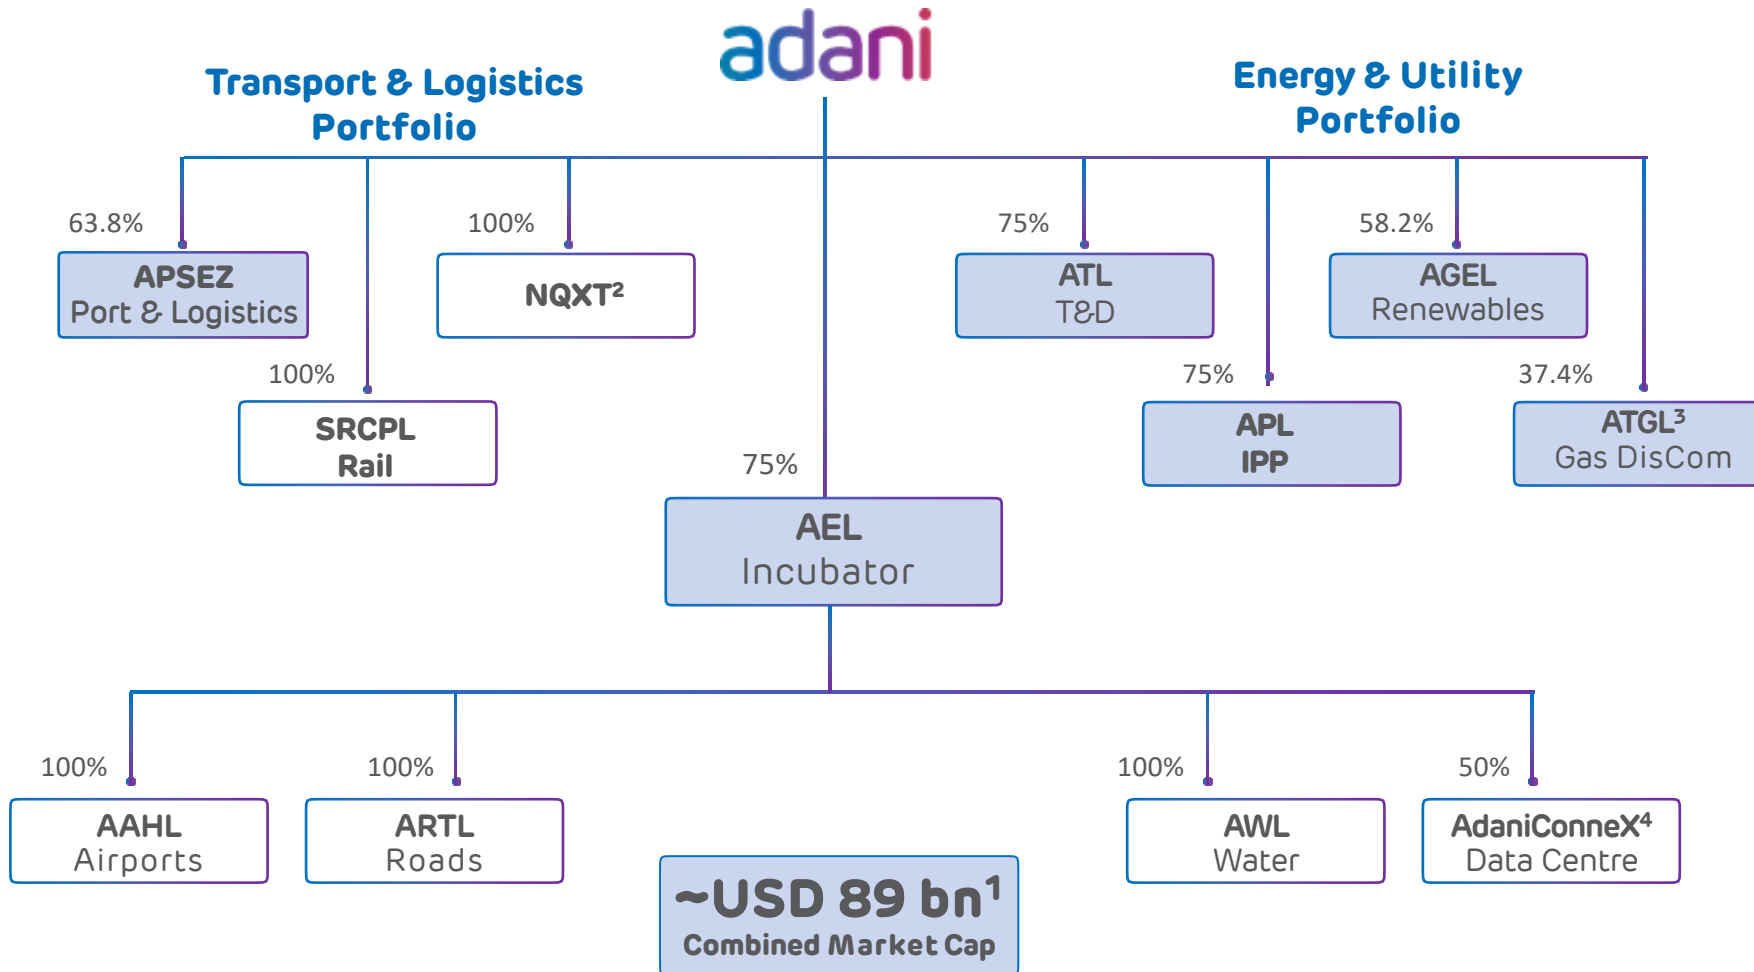 adani
Transport & Logistics
Portfolio
Energy & Utility
Portfolio
63.8%
APSEZ
Port & Logistics
100%
SRCPL
Rail
100%
NQXT²
75%
ATL
T&D
75%
APL
IPP
58.2%
AGEL
Renewables
37.4%
ATGL³
Gas DisCom
75%
AEL
Incubator
100%
AAHL
Airports
100%
ARTL
Roads
100%
AWL
Water
50%
AdaniConneX⁴
Data Centre
~USD 89 bn¹
Combined Market Cap